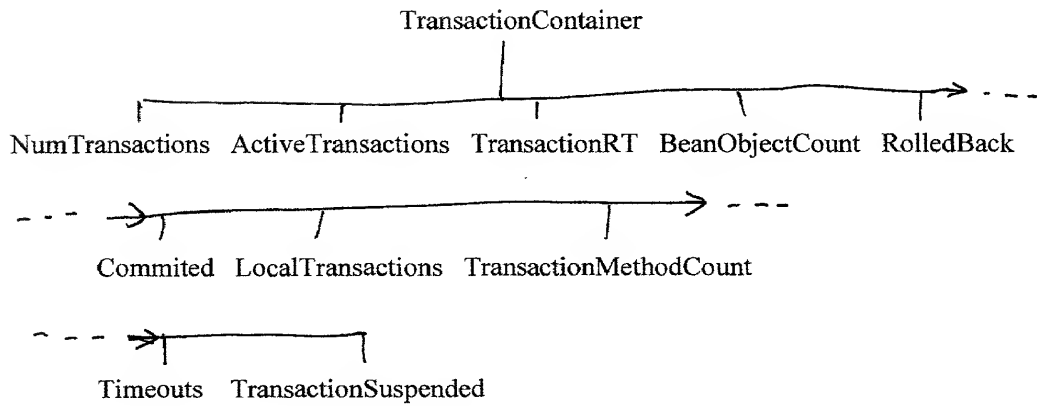 TransactionContainer
NumTransactions ActiveTransactions TransactionRT BeanObjectCount RolledBack
Commited LocalTransactions TransactionMethodCount
Timeouts TransactionSuspended